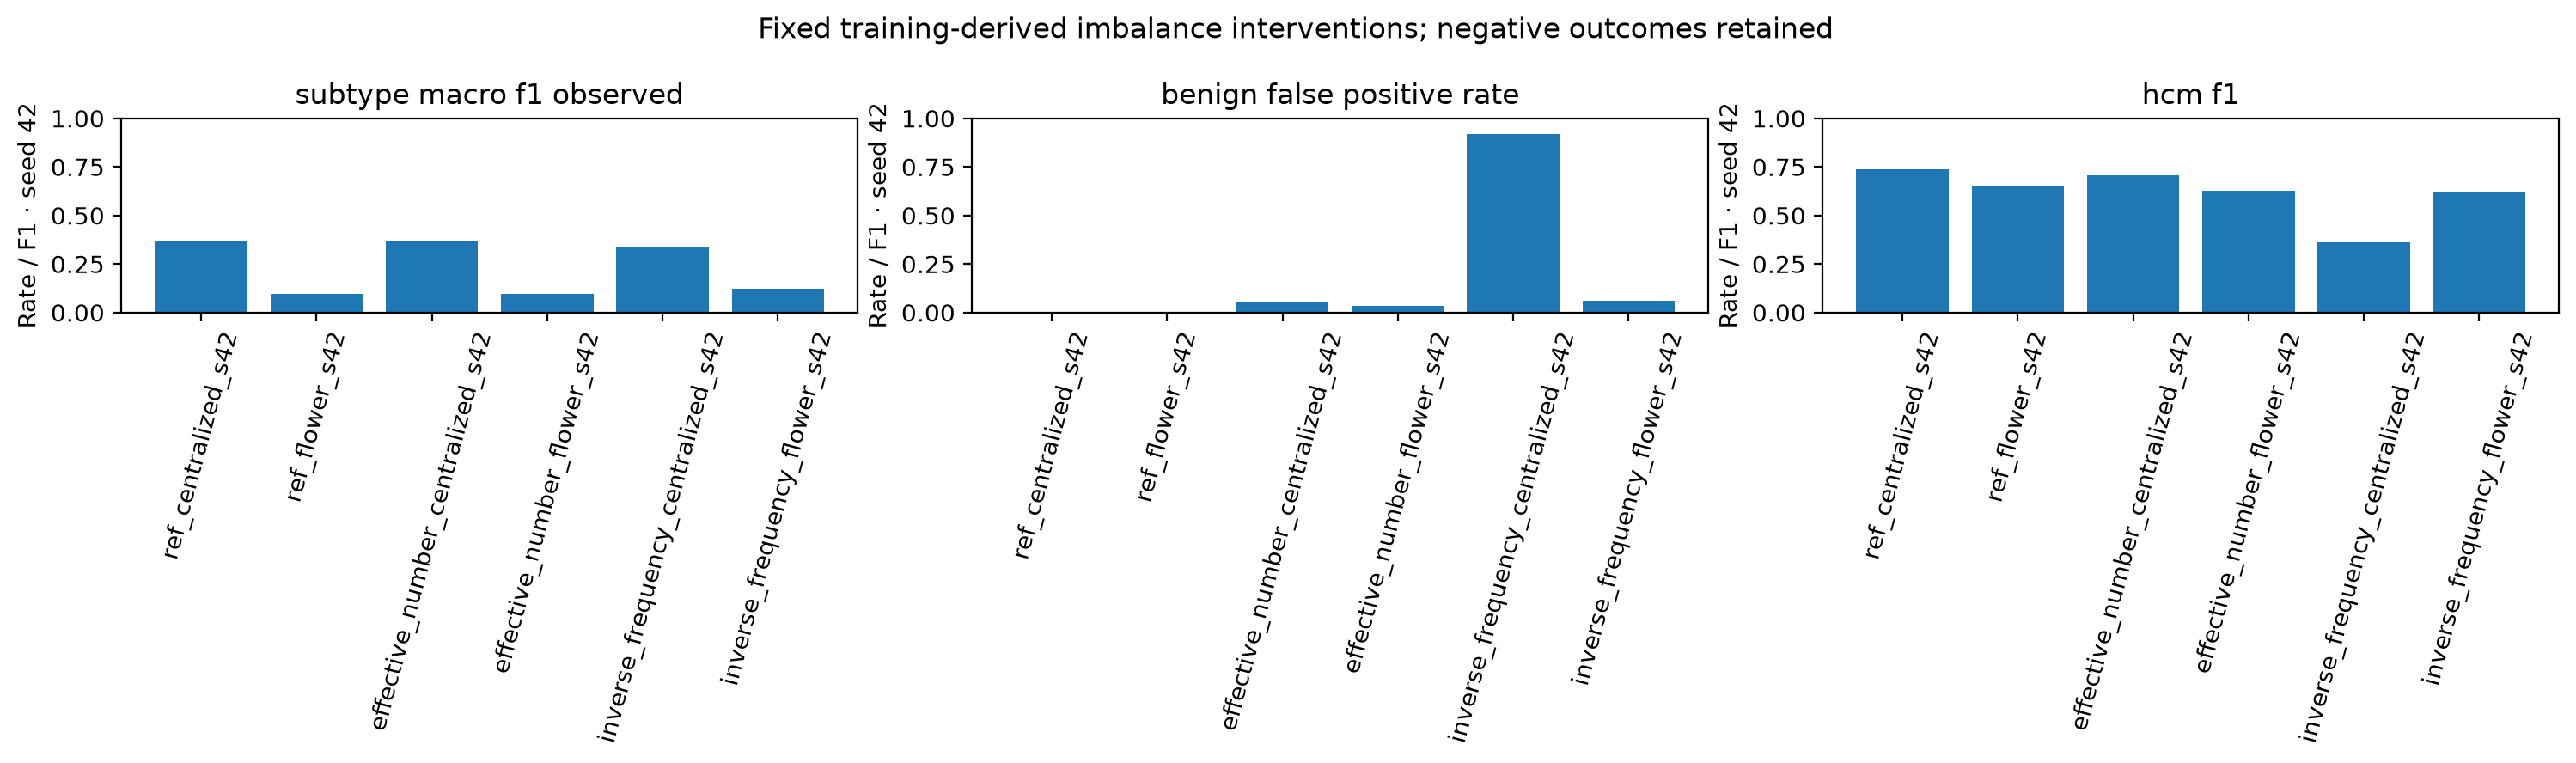 Fixed training-derived imbalance interventions; negative outcomes retained
subtype macro f1 observed
Rate / F1 · seed 42
1.00
0.75
0.50
0.25
0.00
ref_centralized_s42
ref_flower_s42
effective_number_centralized_s42
effective_number_flower_s42
inverse_frequency_centralized_s42
inverse_frequency_flower_s42
benign false positive rate
Rate / F1 · seed 42
1.00
0.75
0.50
0.25
0.00
ref_centralized_s42
ref_flower_s42
effective_number_centralized_s42
effective_number_flower_s42
inverse_frequency_centralized_s42
inverse_frequency_flower_s42
hcm f1
Rate / F1 · seed 42
1.00
0.75
0.50
0.25
0.00
ref_centralized_s42
ref_flower_s42
effective_number_centralized_s42
effective_number_flower_s42
inverse_frequency_centralized_s42
inverse_frequency_flower_s42